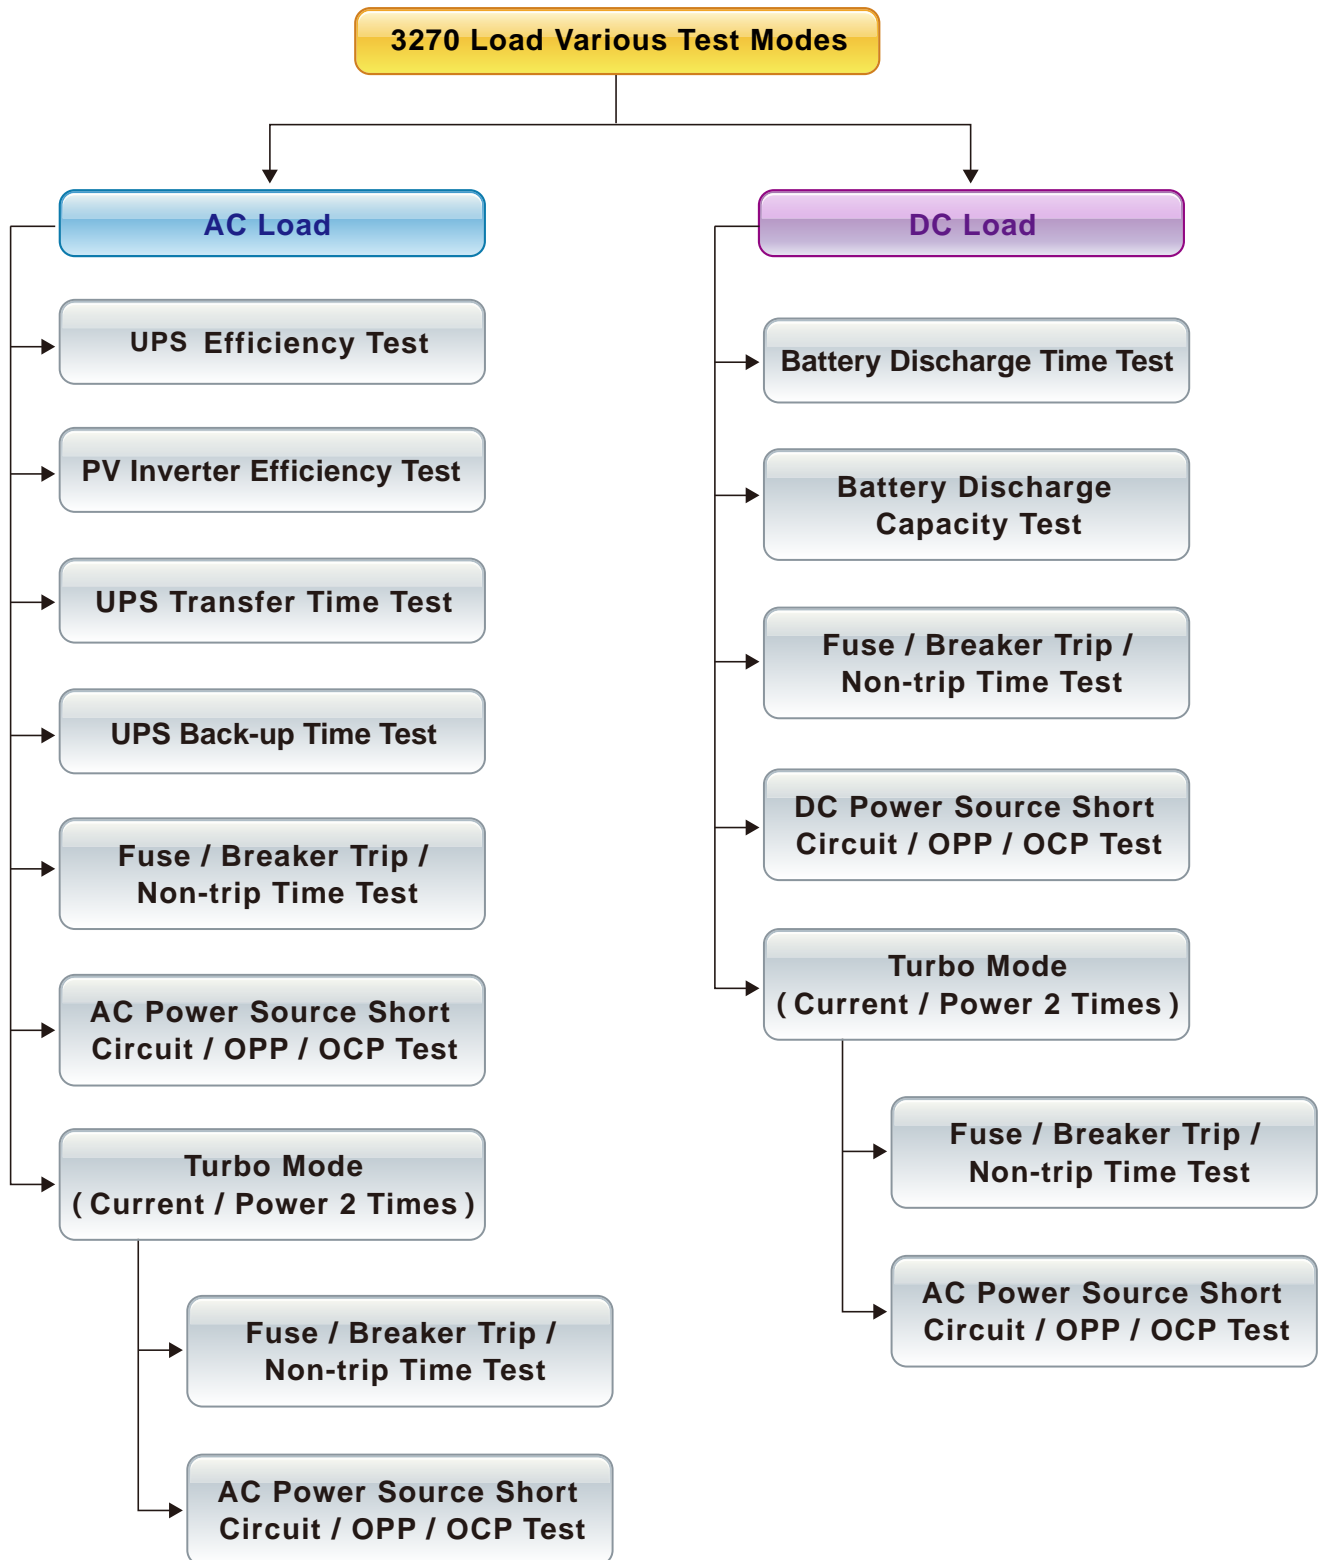 3270 Load Various Test Modes
AC Load
UPS Efficiency Test
PV Inverter Efficiency Test
UPS Transfer Time Test
UPS Back-up Time Test
Fuse / Breaker Trip /
Non-trip Time Test
AC Power Source Short
Circuit / OPP / OCP Test
Turbo Mode
( Current / Power 2 Times )
Fuse / Breaker Trip /
Non-trip Time Test
AC Power Source Short
Circuit / OPP / OCP Test
DC Load
Battery Discharge Time Test
Battery Discharge
Capacity Test
Fuse / Breaker Trip /
Non-trip Time Test
DC Power Source Short
Circuit / OPP / OCP Test
Turbo Mode
( Current / Power 2 Times )
Fuse / Breaker Trip /
Non-trip Time Test
AC Power Source Short
Circuit / OPP / OCP Test